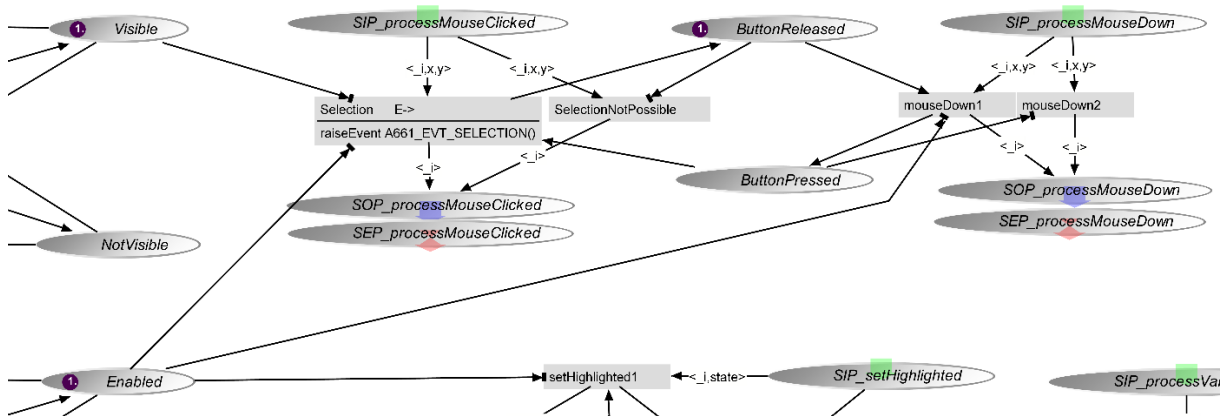 Visible
1.
SIP_processMouseClicked
ButtonReleased
1.
SIP_processMouseDown
<_i,x,y>
<_i,x,y>
<_i,x,y>
<_i,x,y>
Selection E->
raiseEvent A661_EVT_SELECTION()
SelectionNotPossible
mouseDown1
mouseDown2
<_i>
<_i>
<_i>
<_i>
ButtonPressed
SOP_processMouseClicked
SEP_processMouseClicked
SOP_processMouseDown
SEP_processMouseDown
NotVisible
1.
Enabled
setHighlighted1
<_i,state>
SIP_setHighlighted